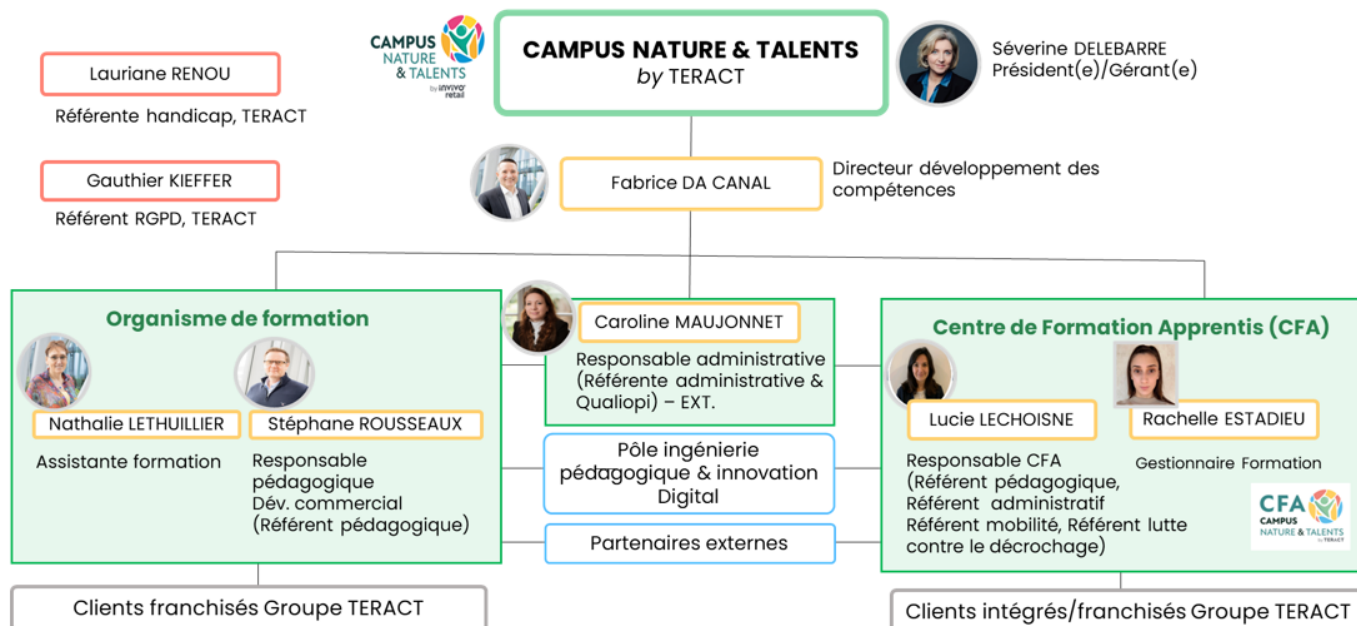 CAMPUS
NATURE
& TALENTS
by invivo
retail
CAMPUS NATURE & TALENTS
by TERACT
Séverine DELEBARRE
Président(e)/Gérant(e)
Lauriane RENOU
Référente handicap, TERACT
Gauthier KIEFFER
Référent RGPD, TERACT
Fabrice DA CANAL
Directeur développement des
compétences
Organisme de formation
Nathalie LETHUILLIER
Assistante formation
Stéphane ROUSSEAUX
Responsable
pédagogique
Dév. commercial
(Référent pédagogique)
Caroline MAUJONNET
Responsable administrative
(Référente administrative &
Qualiopi) – EXT.
Pôle ingénierie
pédagogique & innovation
Digital
Partenaires externes
Centre de Formation Apprentis (CFA)
Lucie LECHOISNE
Responsable CFA
(Référent pédagogique,
Référent administratif
Référent mobilité, Référent lutte
contre le décrochage)
Rachelle ESTADIEU
Gestionnaire Formation
CFA
CAMPUS
NATURE & TALENTS
by TERACT
Clients franchisés Groupe TERACT
Clients intégrés/franchisés Groupe TERACT